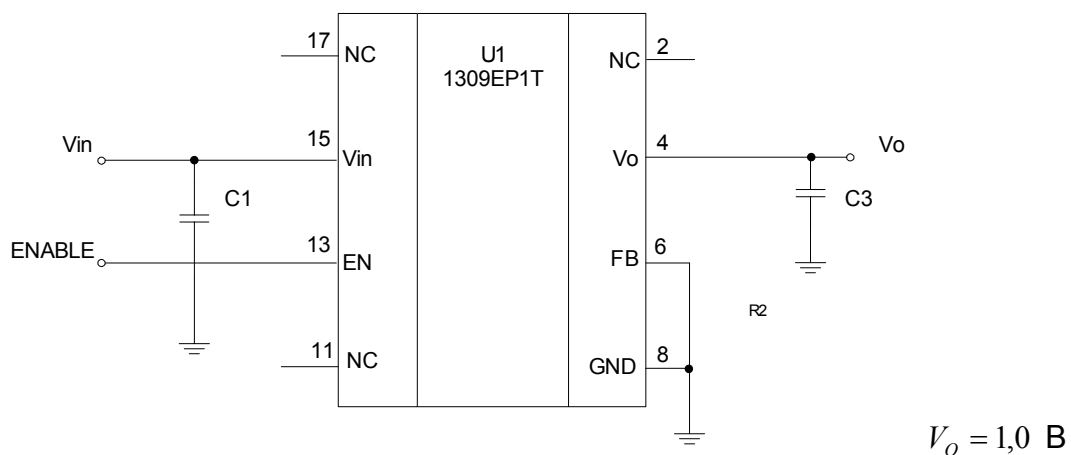 17
NC
U1
1309ЕР1Т
NC
2
Vin
15
Vin
Vo
4
Vo
C1
C3
ENABLE
13
EN
FB
6
R2
11
NC
GND
8
V_O = 1,0 В